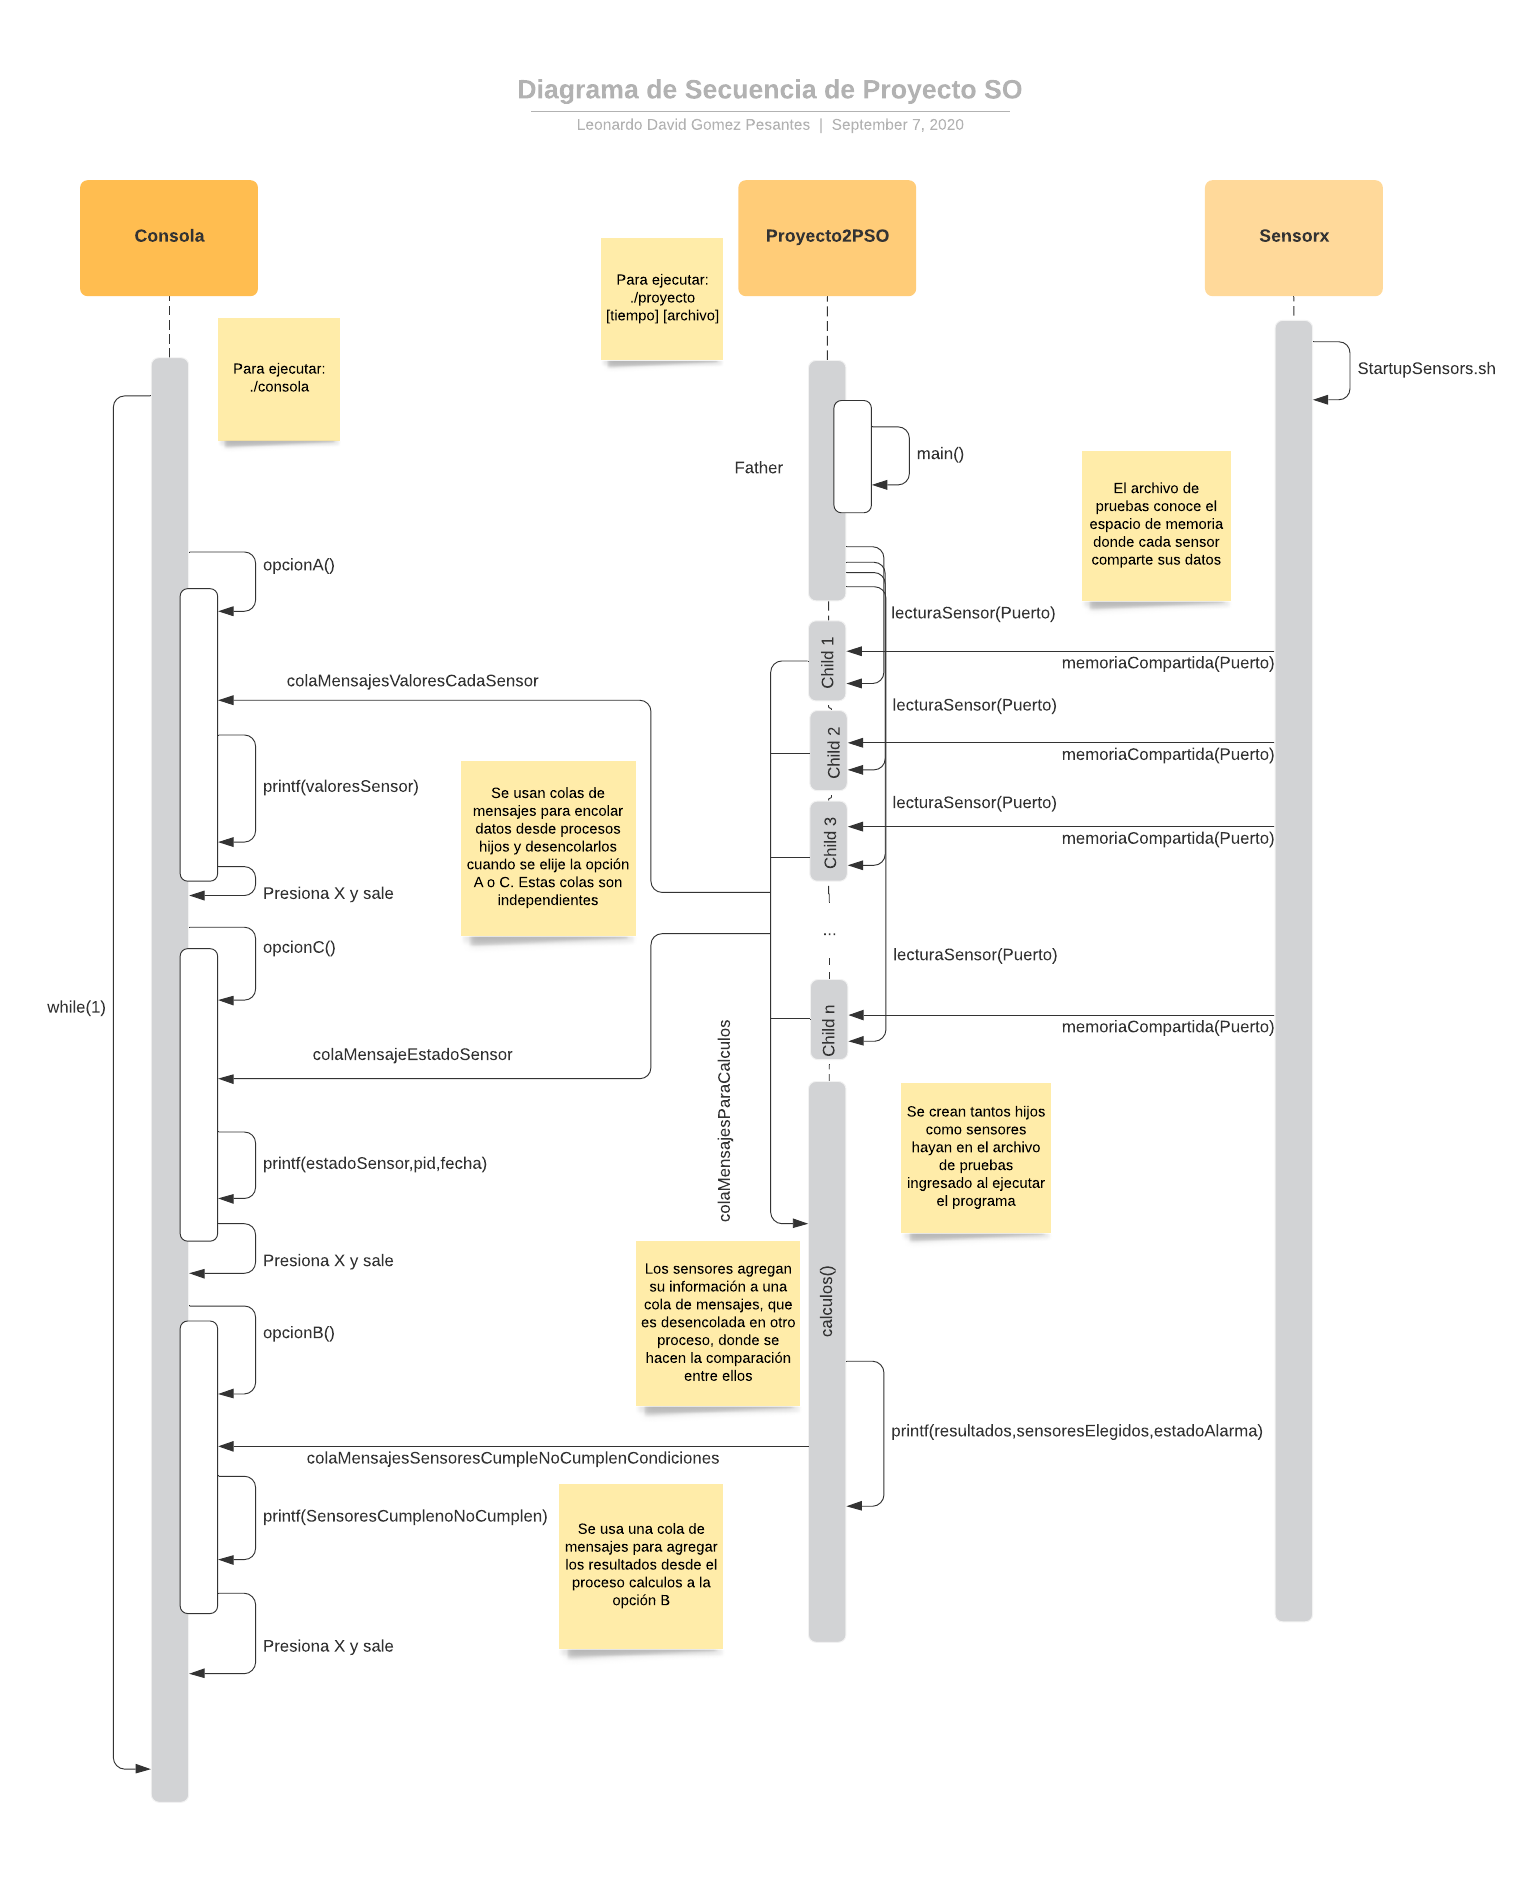 Diagrama de Secuencia de Proyecto SO
Leonardo David Gomez Pesantes | September 7, 2020
Consola
Proyecto2PSO
Sensorx
Para ejecutar:
./proyecto
[tiempo] [archivo]
Para ejecutar:
./consola
StartupSensors.sh
Father
main()
El archivo de
pruebas conoce el
espacio de memoria
donde cada sensor
comparte sus datos
opcionA()
lecturaSensor(Puerto)
Child 1
memoriaCompartida(Puerto)
colaMensajesValoresCadaSensor
lecturaSensor(Puerto)
Child 2
memoriaCompartida(Puerto)
printf(valoresSensor)
Se usan colas de
mensajes para encolar
datos desde procesos
hijos y desencolarlos
cuando se elije la opción
A o C. Estas colas son
independientes
lecturaSensor(Puerto)
Child 3
memoriaCompartida(Puerto)
Presiona X y sale
...
opcionC()
lecturaSensor(Puerto)
while(1)
Child n
memoriaCompartida(Puerto)
colaMensajeEstadoSensor
colaMensajesParaCalculos
Se crean tantos hijos
como sensores
hayan en el archivo
de pruebas
ingresado al ejecutar
el programa
printf(estadoSensor,pid,fecha)
Presiona X y sale
Los sensores agregan
su información a una
cola de mensajes, que
es desencolada en otro
proceso, donde se
hacen la comparación
entre ellos
calculos()
opcionB()
printf(resultados,sensoresElegidos,estadoAlarma)
colaMensajesSensoresCumpleNoCumplenCondiciones
printf(SensoresCumplenoNoCumplen)
Se usa una cola de
mensajes para agregar
los resultados desde el
proceso calculos a la
opción B
Presiona X y sale